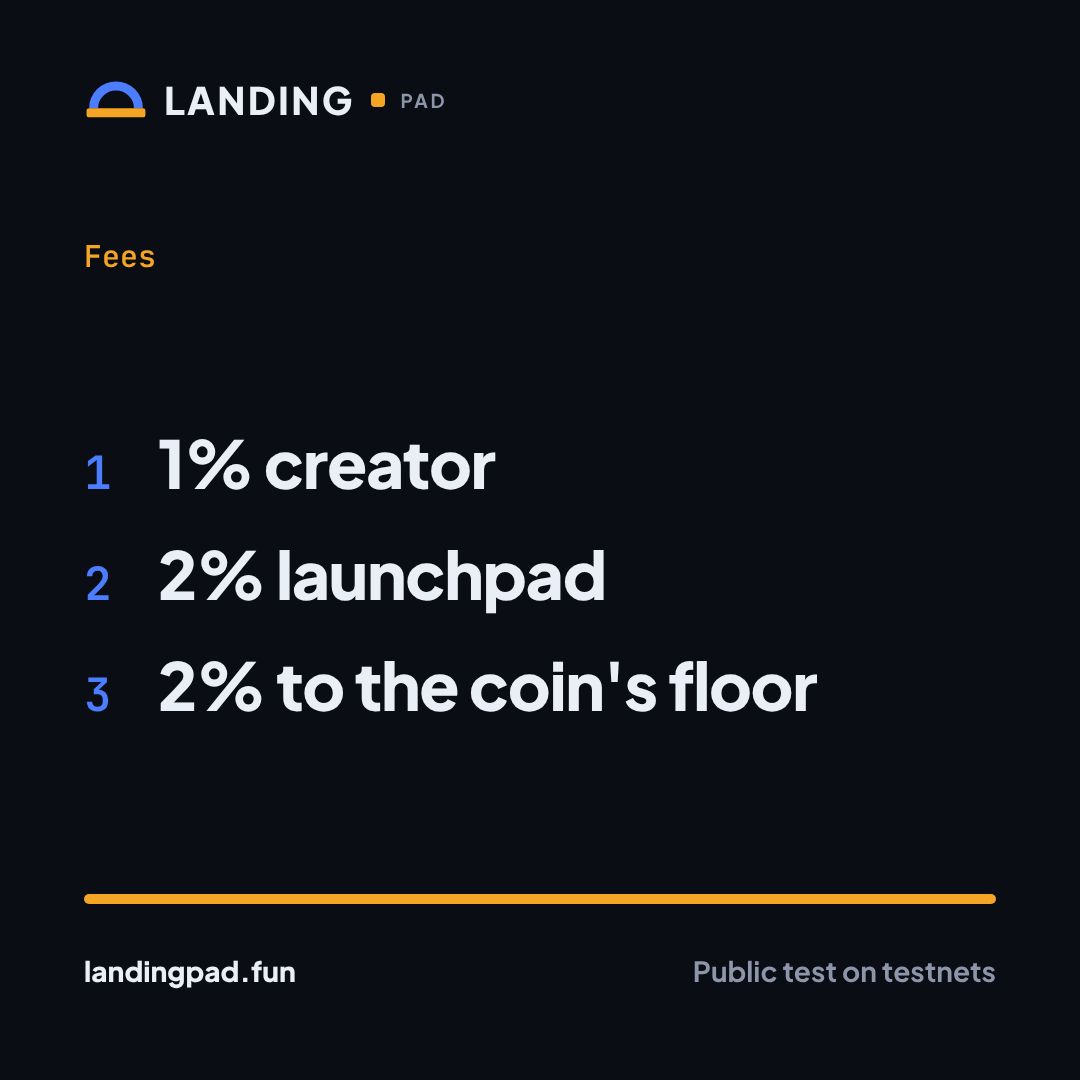 LANDING PAD
Fees
1 1% creator
2 2% launchpad
3 2% to the coin's floor
landingpad.fun
Public test on testnets